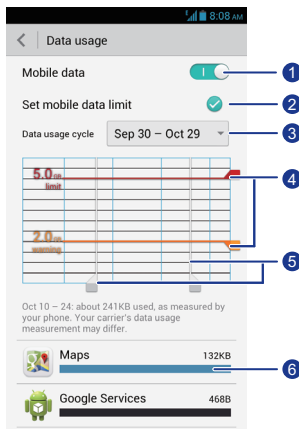 8:08 AM
Data usage
Mobile data
1
Set mobile data limit
2
Data usage cycle
Sep 30 – Oct 29
3
5.0 GB
limit
4
2.0 GB
warning
5
Oct 10 – 24: about 241KB used, as measured by
your phone. Your carrier's data usage
measurement may differ.
Maps
132KB
6
Google Services
468B